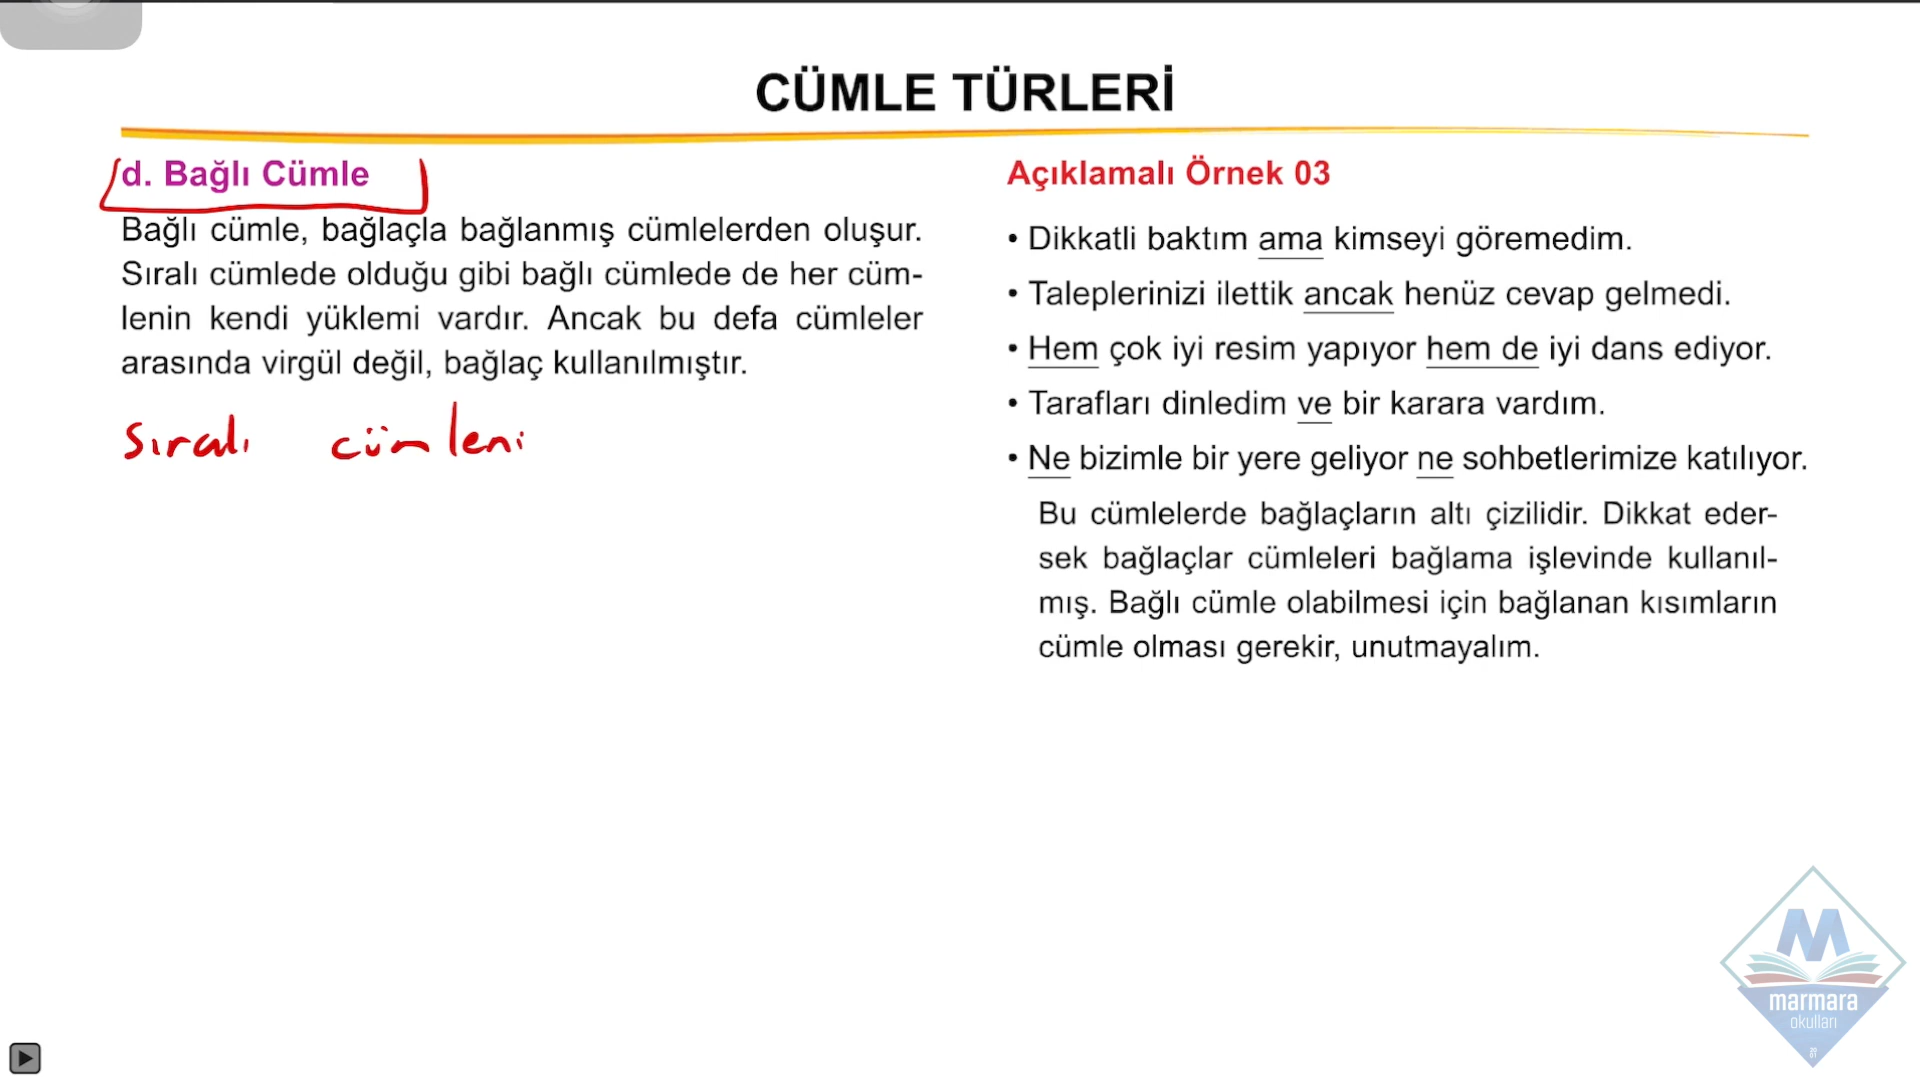 CÜMLE TÜRLERİ
d. Bağlı Cümle
Bağlı cümle, bağlaçla bağlanmış cümlelerden oluşur.
Sıralı cümlede olduğu gibi bağlı cümlede de her cüm-
lenin kendi yüklemi vardır. Ancak bu defa cümleler
arasında virgül değil, bağlaç kullanılmıştır.
Sıralı cümleni
Açıklamalı Örnek 03
• Dikkatli baktım ama kimseyi göremedim.
• Taleplerinizi ilettik ancak henüz cevap gelmedi.
• Hem çok iyi resim yapıyor hem de iyi dans ediyor.
• Tarafları dinledim ve bir karara vardım.
• Ne bizimle bir yere geliyor ne sohbetlerimize katılıyor.
Bu cümlelerde bağlaçların altı çizilidir. Dikkat eder-
sek bağlaçlar cümleleri bağlama işlevinde kullanıl-
mış. Bağlı cümle olabilmesi için bağlanan kısımların
cümle olması gerekir, unutmayalım.
M
marmara
okulları
20
01